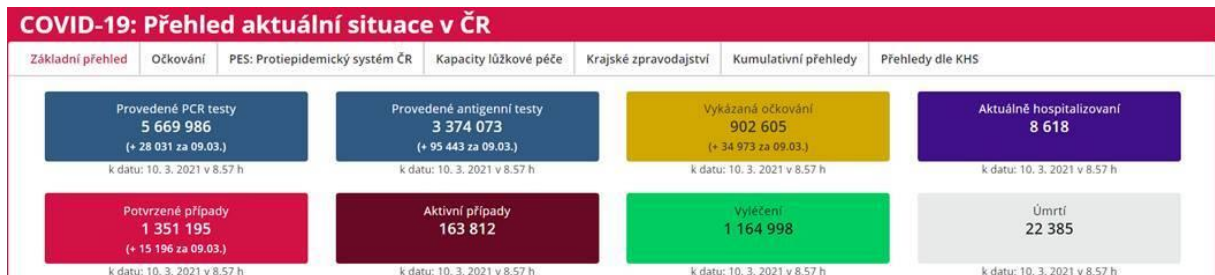 COVID-19: Přehled aktuální situace v ČR
Základní přehled Očkování PES: Protiepidemický systém ČR Kapacity lůžkové péče Krajské zpravodajství Kumulativní přehledy Přehledy dle KHS
Provedené PCR testy
5 669 986
(+ 28 031 za 09.03.)
k datu: 10. 3. 2021 v 8.57 h
Provedené antigenní testy
3 374 073
(+ 95 443 za 09.03.)
k datu: 10. 3. 2021 v 8.57 h
Vykázaná očkování
902 605
(+ 34 973 za 09.03.)
k datu: 10. 3. 2021 v 8.57 h
Aktuálně hospitalizovaní
8 618
k datu: 10. 3. 2021 v 8.57 h
Potvrzené případy
1 351 195
(+ 15 196 za 09.03.)
k datu: 10. 3. 2021 v 8.57 h
Aktivní případy
163 812
k datu: 10. 3. 2021 v 8.57 h
Vyléčení
1 164 998
k datu: 10. 3. 2021 v 8.57 h
Úmrtí
22 385
k datu: 10. 3. 2021 v 8.57 h